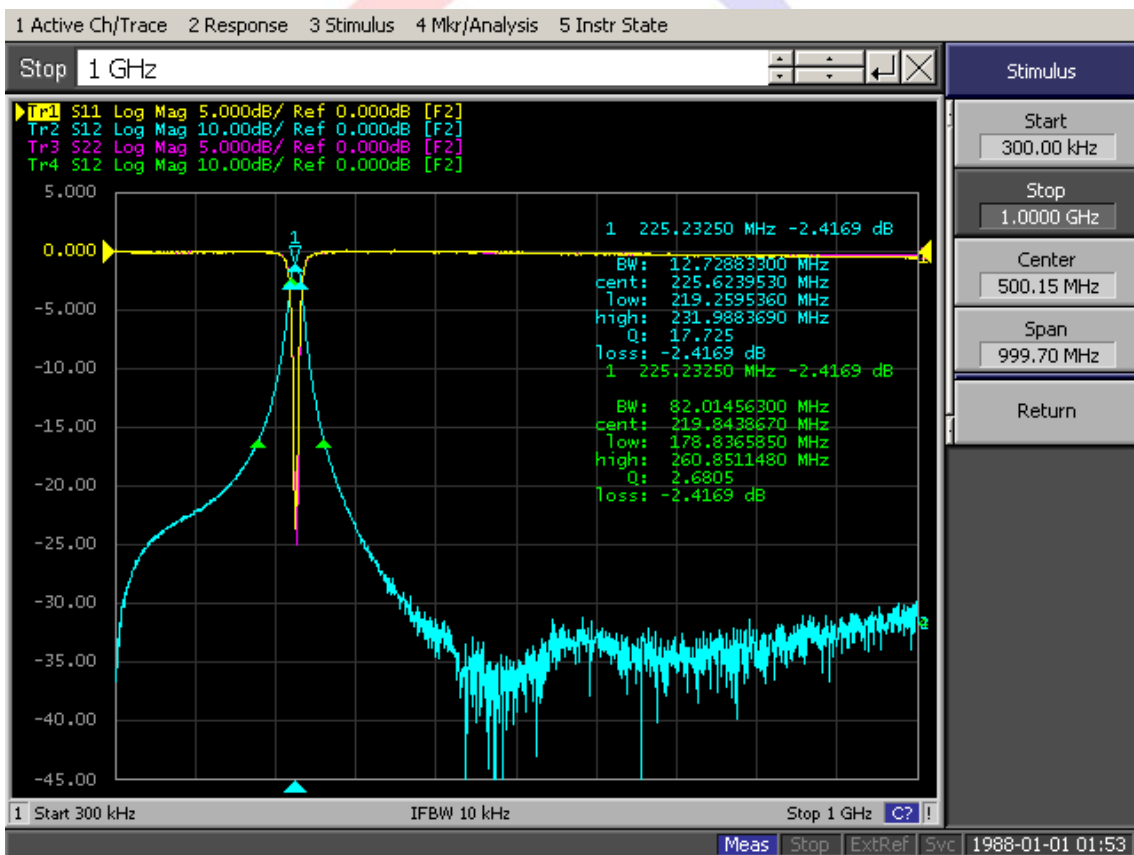 1 Active Ch/Trace 2 Response 3 Stimulus 4 Mkr/Analysis 5 Instr State
Stop 1 GHz
Stimulus
Start
300.00 kHz
Stop
1.0000 GHz
Center
500.15 MHz
Span
999.70 MHz
Return
Tr1 S11 Log Mag 5.000dB/ Ref 0.000dB [F2]
Tr2 S12 Log Mag 10.00dB/ Ref 0.000dB [F2]
Tr3 S22 Log Mag 5.000dB/ Ref 0.000dB [F2]
Tr4 S12 Log Mag 10.00dB/ Ref 0.000dB [F2]
5.000
0.000
-5.000
-10.00
-15.00
-20.00
-25.00
-30.00
-35.00
-40.00
-45.00
1
1 225.23250 MHz -2.4169 dB
BW: 12.72883300 MHz
cent: 225.6239530 MHz
low: 219.2595360 MHz
high: 231.9883690 MHz
Q: 17.725
loss: -2.4169 dB
1 225.23250 MHz -2.4169 dB
BW: 82.01456300 MHz
cent: 219.8438670 MHz
low: 178.8365850 MHz
high: 260.8511480 MHz
Q: 2.6805
loss: -2.4169 dB
1 Start 300 kHz IFBW 10 kHz Stop 1 GHz C? !
Meas Stop ExtRef Svc 1988-01-01 01:53